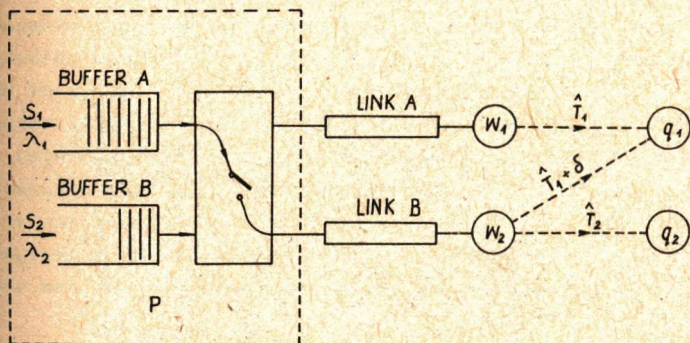 BUFFER A
S₁
λ₁
BUFFER B
S₂
λ₂
P
LINK A
LINK B
W₁
W₂
T̂₁
T̂₁+δ
T̂₂
q₁
q₂